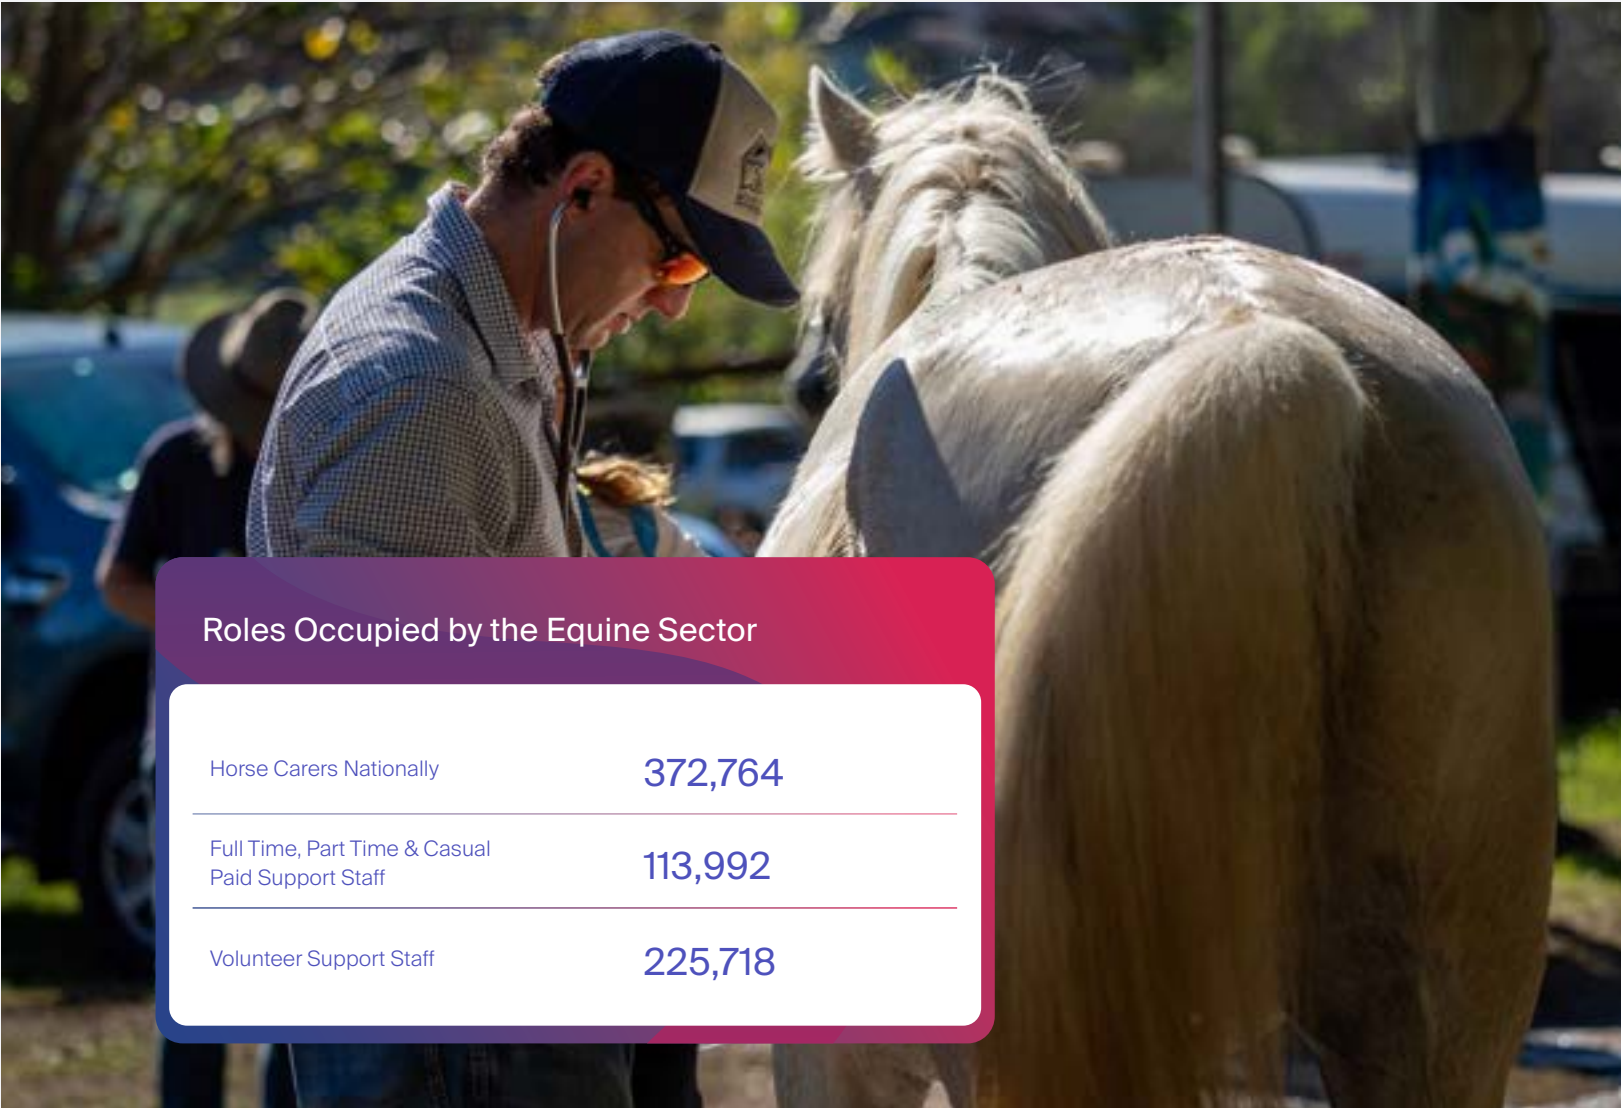 Roles Occupied by the Equine Sector
Horse Carers Nationally
372,764
Full Time, Part Time & Casual
Paid Support Staff
113,992
Volunteer Support Staff
225,718